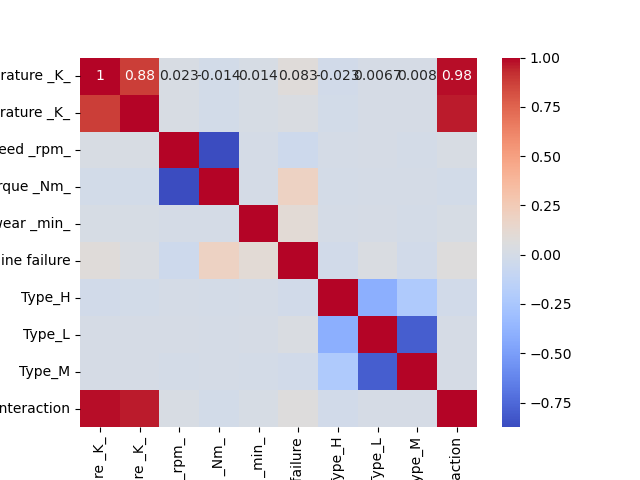 rature _K_ 1 0.88 0.023 -0.014 0.014 0.083 -0.023 0.0067 0.008 0.98
rature _K_
eed _rpm_
rque _Nm_
wear _min_
ine failure
Type_H
Type_L
Type_M
nteraction
re _K_
re _K_
_rpm_
_Nm_
_min_
failure
Type_H
Type_L
Type_M
action
1.00
0.75
0.50
0.25
0.00
−0.25
−0.50
−0.75